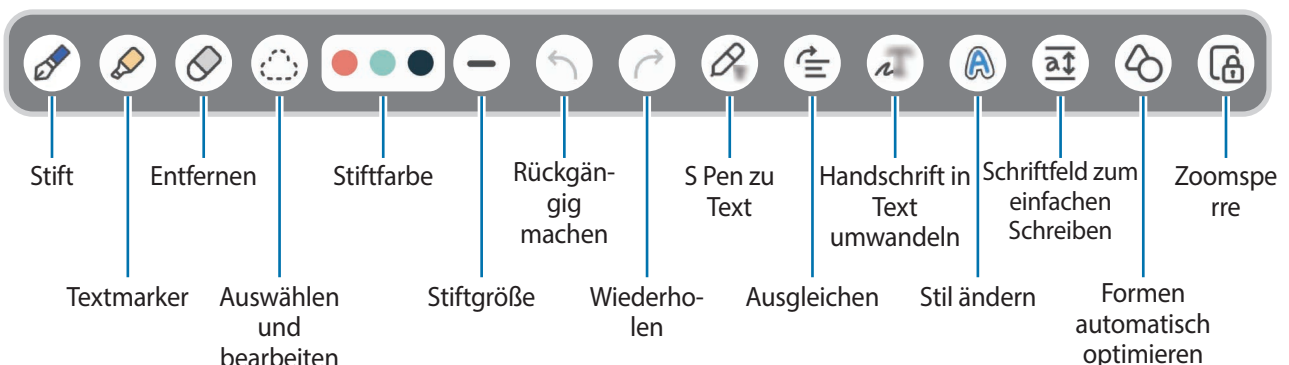 Stift
Entfernen
Stiftfarbe
Rückgän-
gig
machen
S Pen zu
Text
Handschrift in
Text
umwandeln
Schriftfeld zum
einfachen
Schreiben
Zoomspe
rre
Textmarker
Auswählen
und
bearbeiten
Stiftgröße
Wiederho-
len
Ausgleichen
Stil ändern
Formen
automatisch
optimieren